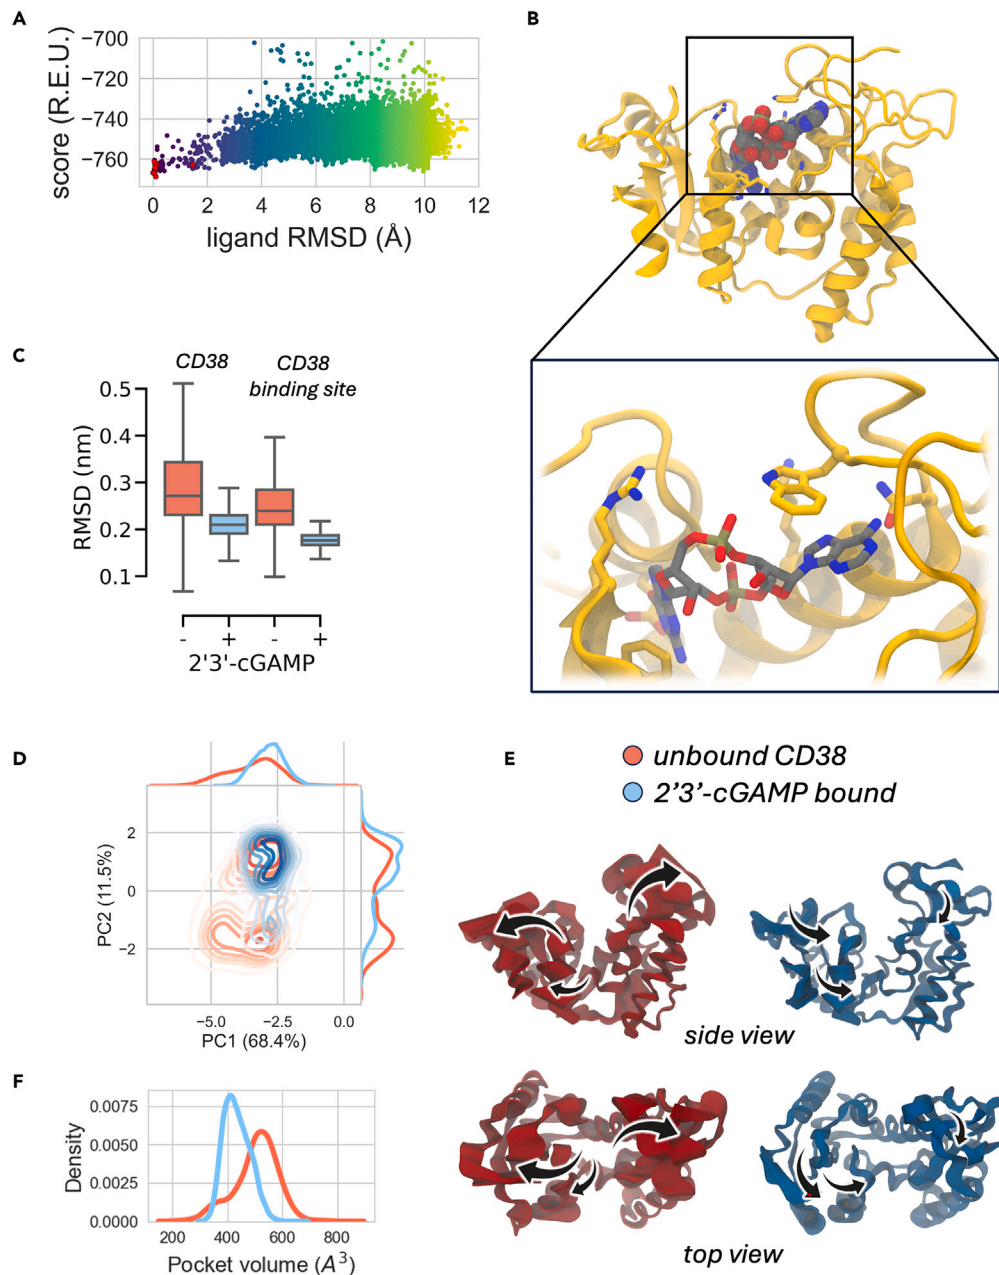 A
−700
−720
−740
−760
score (R.E.U.)
0 2 4 6 8 10 12
ligand RMSD (Å)
B
C
CD38
CD38
binding site
0.5
0.4
0.3
0.2
0.1
RMSD (nm)
- + - +
2'3'-cGAMP
D
2
0
−2
PC2 (11.5%)
−5.0 −2.5 0.0
PC1 (68.4%)
E
unbound CD38
2’3’-cGAMP bound
side view
top view
F
0.0075
0.0050
0.0025
0.0000
Density
200 400 600 800
Pocket volume (A³)